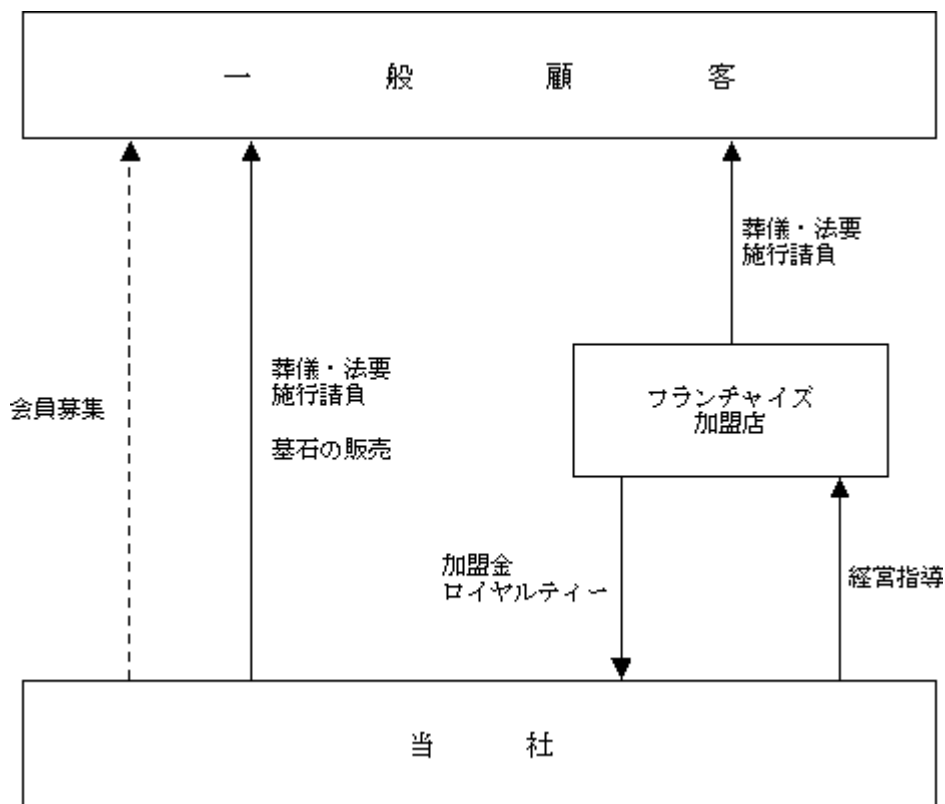 一般顧客
葬儀・法要
施行請負
葬儀・法要
施行請負
墓石の販売
会員募集
フランチャイズ
加盟店
加盟金
ロイヤルティー
経営指導
当社